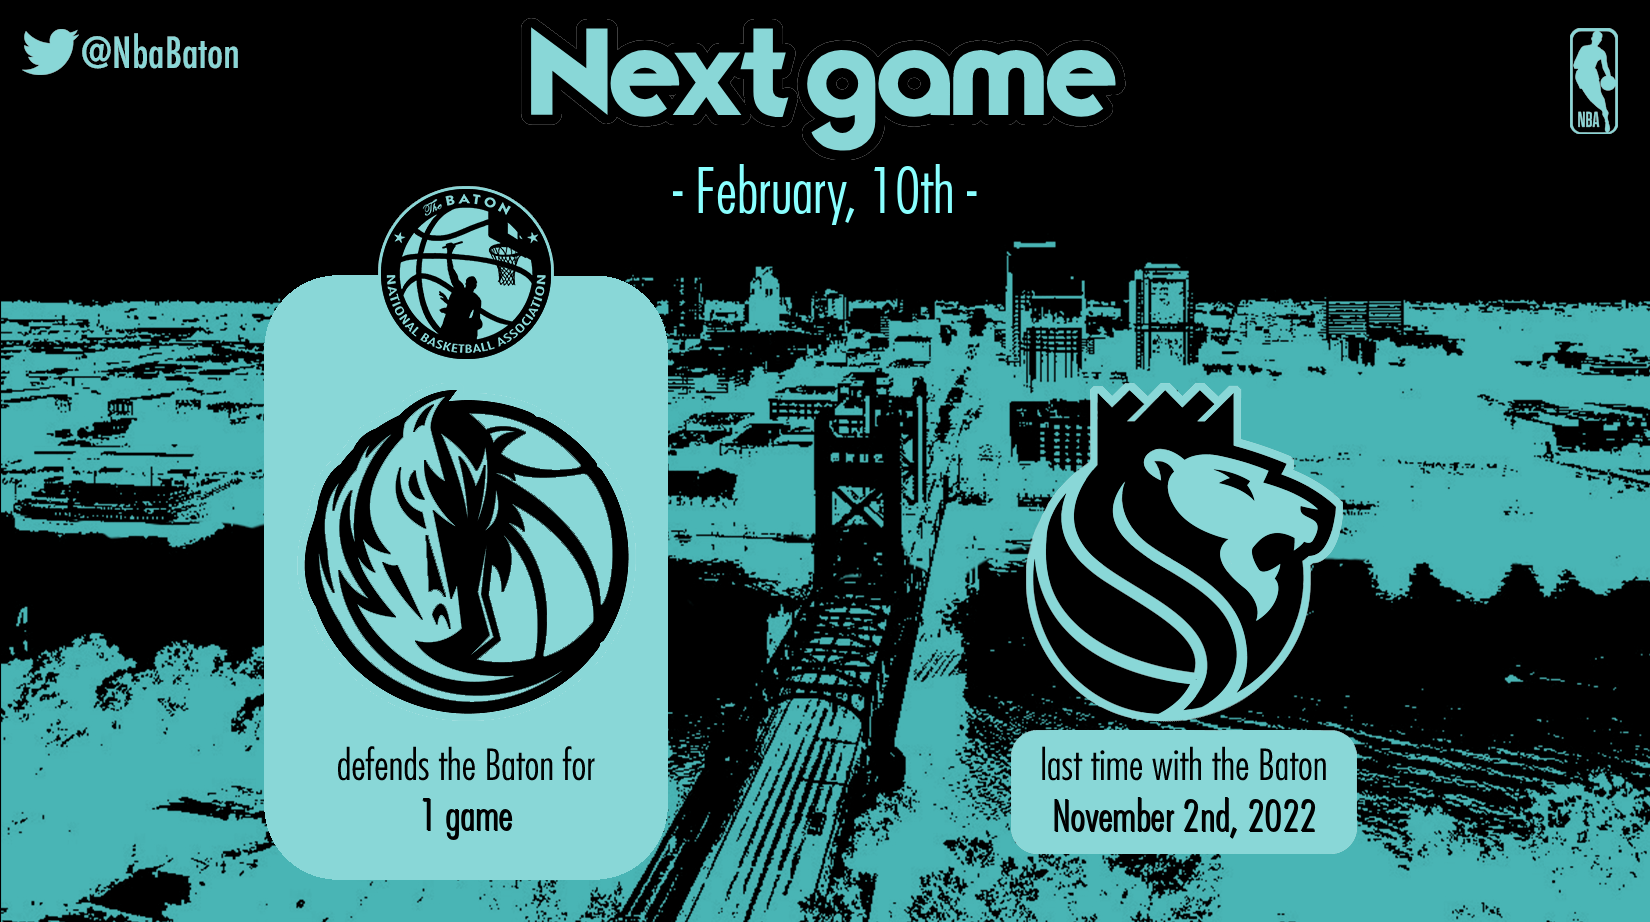 @NbaBaton
Next game
NBA
- February, 10th -
The BATON
NATIONAL BASKETBALL ASSOCIATION
defends the Baton for
1 game
last time with the Baton
November 2nd, 2022